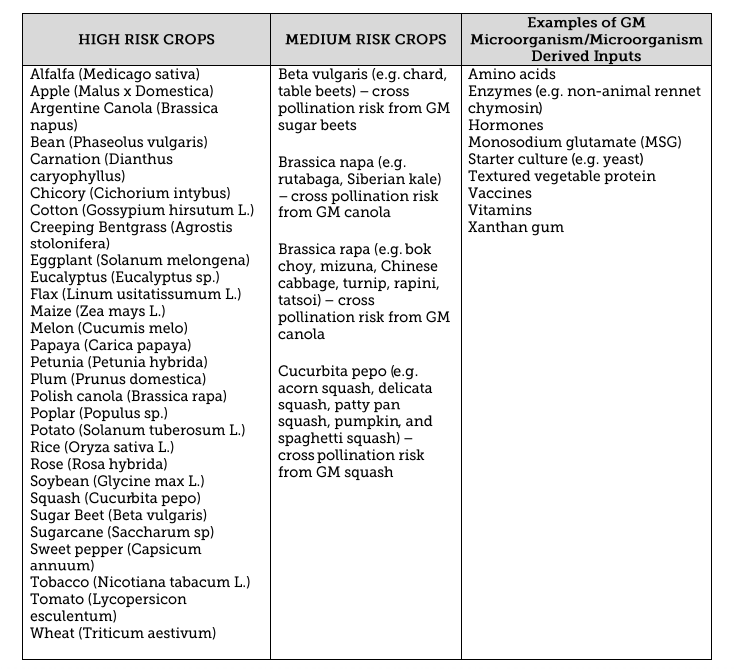 HIGH RISK CROPS
MEDIUM RISK CROPS
Examples of GM
Microorganism/Microorganism
Derived Inputs
Alfalfa (Medicago sativa)
Apple (Malus x Domestica)
Argentine Canola (Brassica
napus)
Bean (Phaseolus vulgaris)
Carnation (Dianthus
caryophyllus)
Chicory (Cichorium intybus)
Cotton (Gossypium hirsutum L.)
Creeping Bentgrass (Agrostis
stolonifera)
Eggplant (Solanum melongena)
Eucalyptus (Eucalyptus sp.)
Flax (Linum usitatissumum L.)
Maize (Zea mays L.)
Melon (Cucumis melo)
Papaya (Carica papaya)
Petunia (Petunia hybrida)
Plum (Prunus domestica)
Polish canola (Brassica rapa)
Poplar (Populus sp.)
Potato (Solanum tuberosum L.)
Rice (Oryza sativa L.)
Rose (Rosa hybrida)
Soybean (Glycine max L.)
Squash (Cucurbita pepo)
Sugar Beet (Beta vulgaris)
Sugarcane (Saccharum sp)
Sweet pepper (Capsicum
annuum)
Tobacco (Nicotiana tabacum L.)
Tomato (Lycopersicon
esculentum)
Wheat (Triticum aestivum)
Beta vulgaris (e.g. chard,
table beets) – cross
pollination risk from GM
sugar beets
Brassica napa (e.g.
rutabaga, Siberian kale)
– cross pollination risk
from GM canola
Brassica rapa (e.g. bok
choy, mizuna, Chinese
cabbage, turnip, rapini,
tatsoi) – cross
pollination risk from GM
canola
Cucurbita pepo (e.g.
acorn squash, delicata
squash, patty pan
squash, pumpkin, and
spaghetti squash) –
cross pollination risk
from GM squash
Amino acids
Enzymes (e.g. non-animal rennet
chymosin)
Hormones
Monosodium glutamate (MSG)
Starter culture (e.g. yeast)
Textured vegetable protein
Vaccines
Vitamins
Xanthan gum